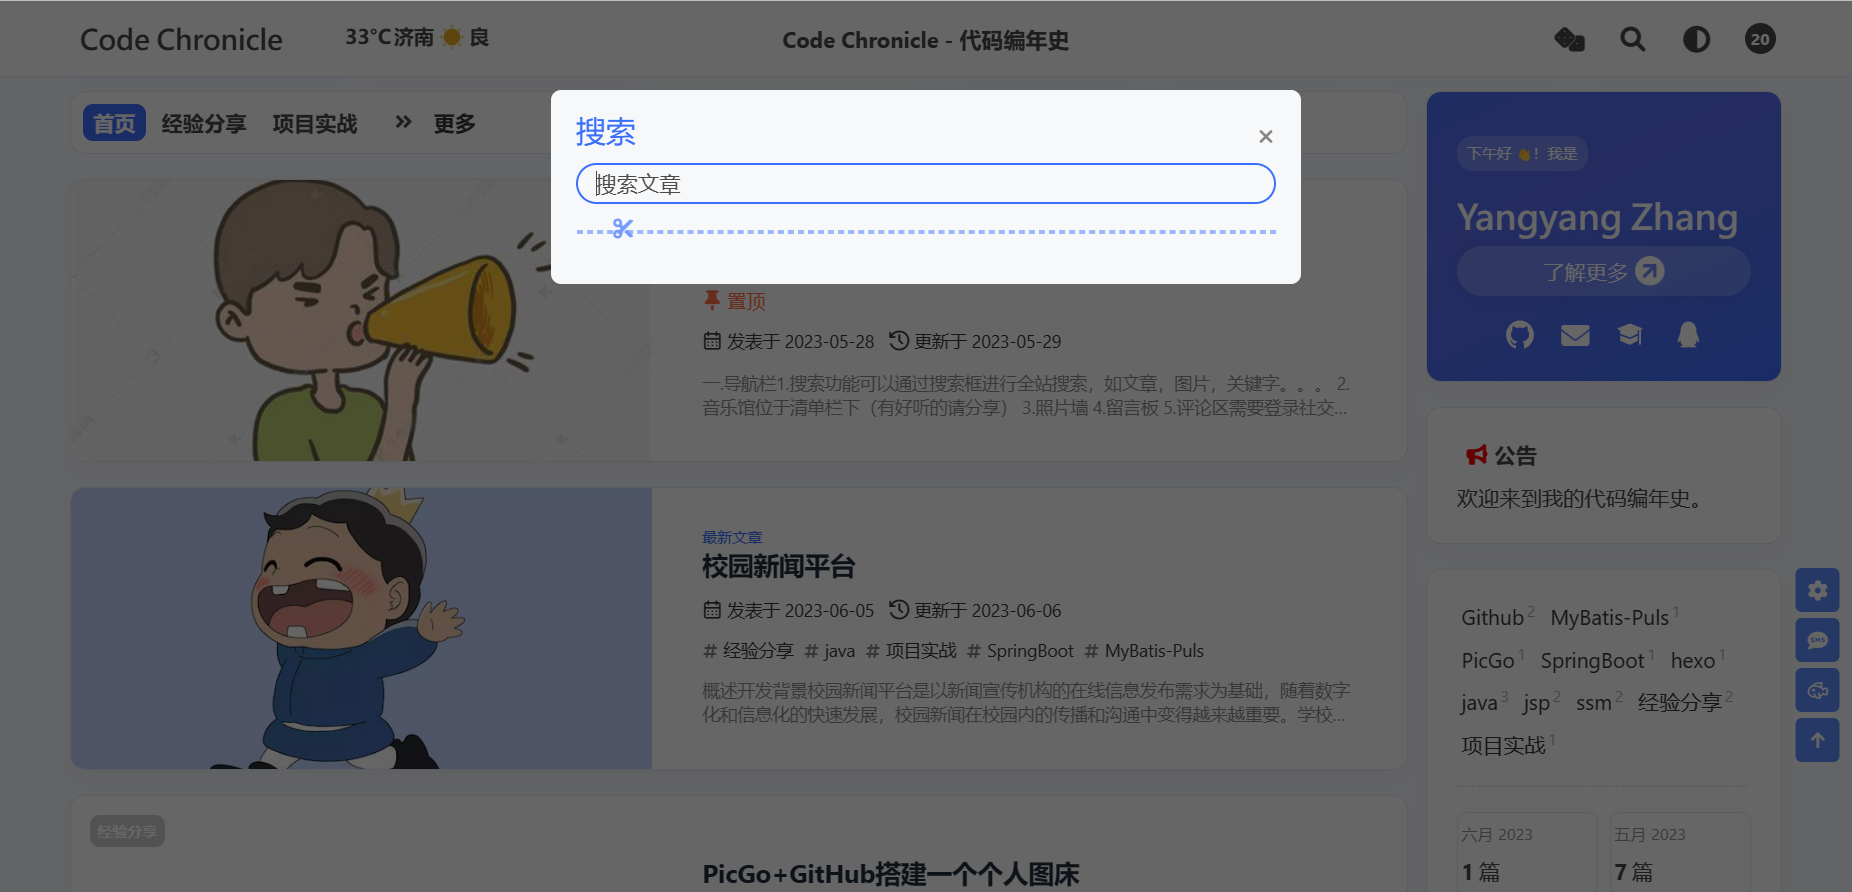 Code Chronicle
33°C 济南 良
Code Chronicle - 代码编年史
20
首页 经验分享 项目实战 更多
搜索
×
搜索文章
置顶
发表于 2023-05-28 更新于 2023-05-29
一.导航栏1.搜索功能可以通过搜索框进行全站搜索，如文章，图片，关键字。。。 2.
音乐馆位于清单栏下（有好听的请分享） 3.照片墙 4.留言板 5.评论区需要登录社交...
最新文章
校园新闻平台
发表于 2023-06-05 更新于 2023-06-06
# 经验分享 # java # 项目实战 # SpringBoot # MyBatis-Puls
概述开发背景校园新闻平台是以新闻宣传机构的在线信息发布需求为基础，随着数字
化和信息化的快速发展，校园新闻在校园内的传播和沟通中变得越来越重要。学校...
经验分享
PicGo+GitHub搭建一个个人图床
下午好 👋！我是
Yangyang Zhang
了解更多
公告
欢迎来到我的代码编年史。
Github 2 MyBatis-Puls 1
PicGo 1 SpringBoot 1 hexo 1
java 3 jsp 2 ssm 2 经验分享 2
项目实战 1
六月 2023
1 篇
五月 2023
7 篇
SMS